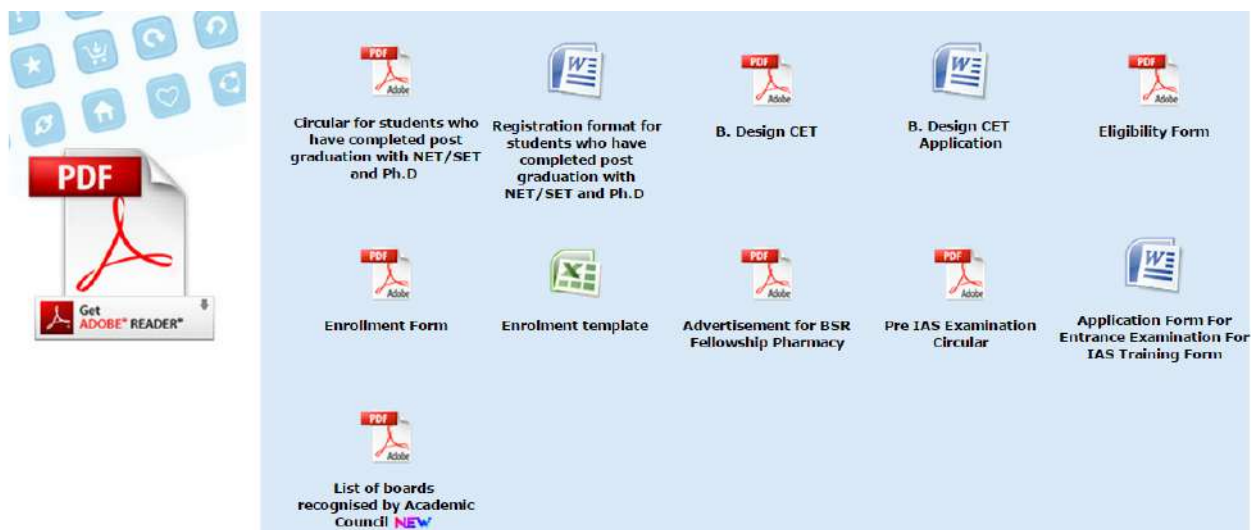 PDF
Get
ADOBE® READER®
PDF
Adobe
Circular for students who
have completed post
graduation with NET/SET
and Ph.D
W
Registration format for
students who have
completed post
graduation with
NET/SET and Ph.D
PDF
Adobe
B. Design CET
W
B. Design CET
Application
PDF
Adobe
Eligibility Form
PDF
Adobe
Enrollment Form
X
Enrolment template
PDF
Adobe
Advertisement for BSR
Fellowship Pharmacy
PDF
Adobe
Pre IAS Examination
Circular
W
Application Form For
Entrance Examination For
IAS Training Form
PDF
Adobe
List of boards
recognised by Academic
Council NEW